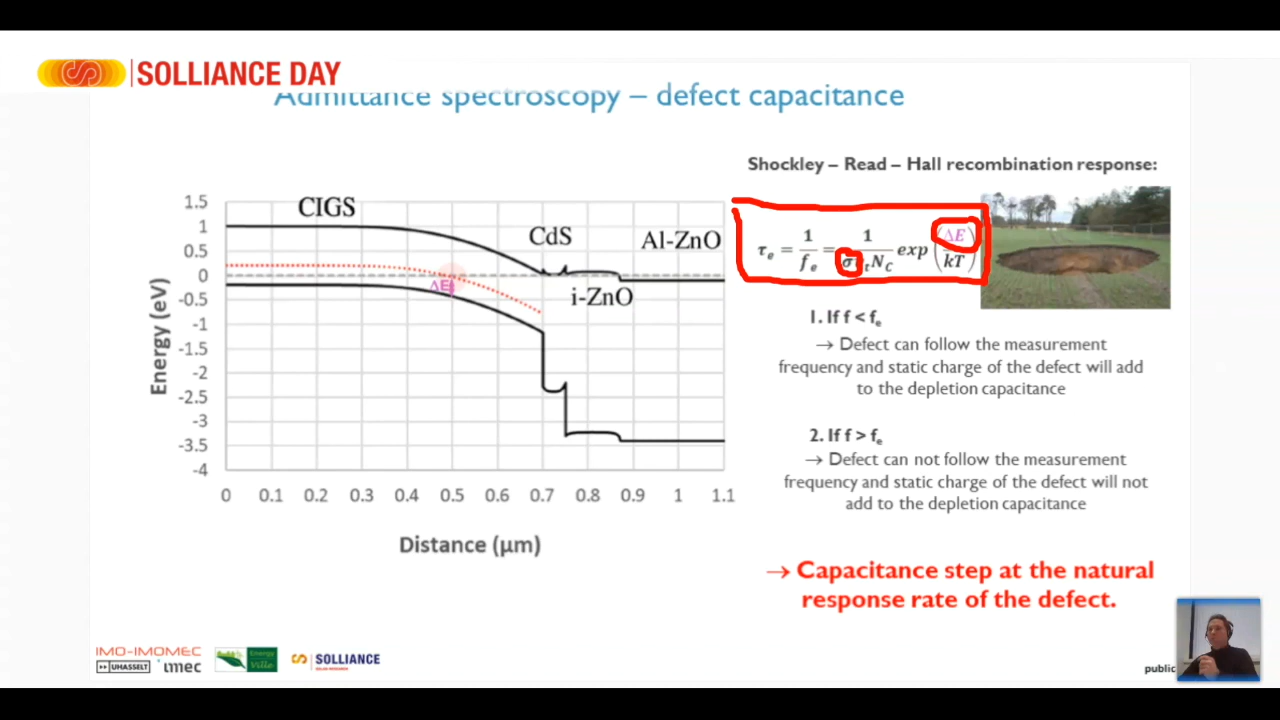 SOLLIANCE DAY
Admittance spectroscopy – defect capacitance
Shockley – Read – Hall recombination response:
τe = 1/fe = 1/(σ νt NC) exp (ΔE/kT)
1.5
1
0.5
0
-0.5
-1
-1.5
-2
-2.5
-3
-3.5
-4
Energy (eV)
CIGS
CdS
Al-ZnO
i-ZnO
ΔE
0 0.1 0.2 0.3 0.4 0.5 0.6 0.7 0.8 0.9 1 1.1
Distance (µm)
1. If f < fe
→ Defect can follow the measurement
frequency and static charge of the defect will add
to the depletion capacitance
2. If f > fe
→ Defect can not follow the measurement
frequency and static charge of the defect will not
add to the depletion capacitance
→ Capacitance step at the natural
response rate of the defect.
IMO-IMOMEC
UHASSELT imec
Energy
Ville
SOLLIANCE
public